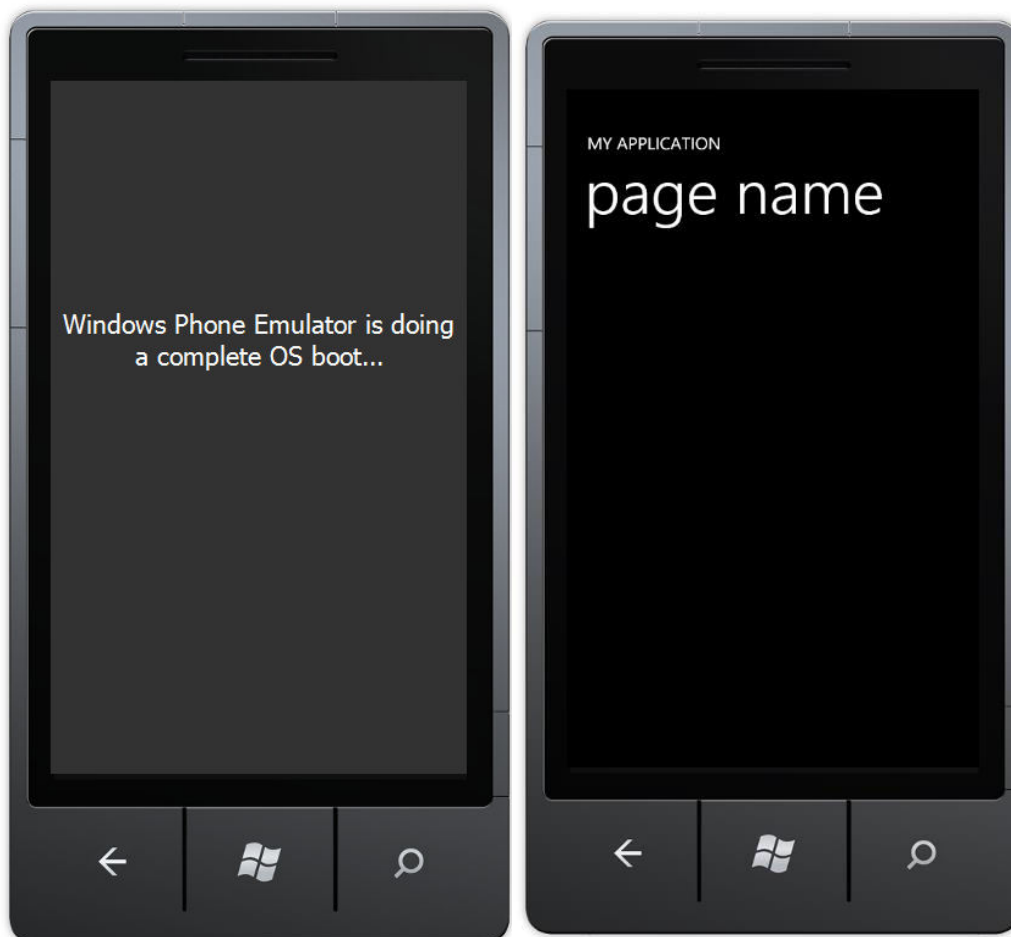 Windows Phone Emulator is doing
a complete OS boot...
MY APPLICATION
page name